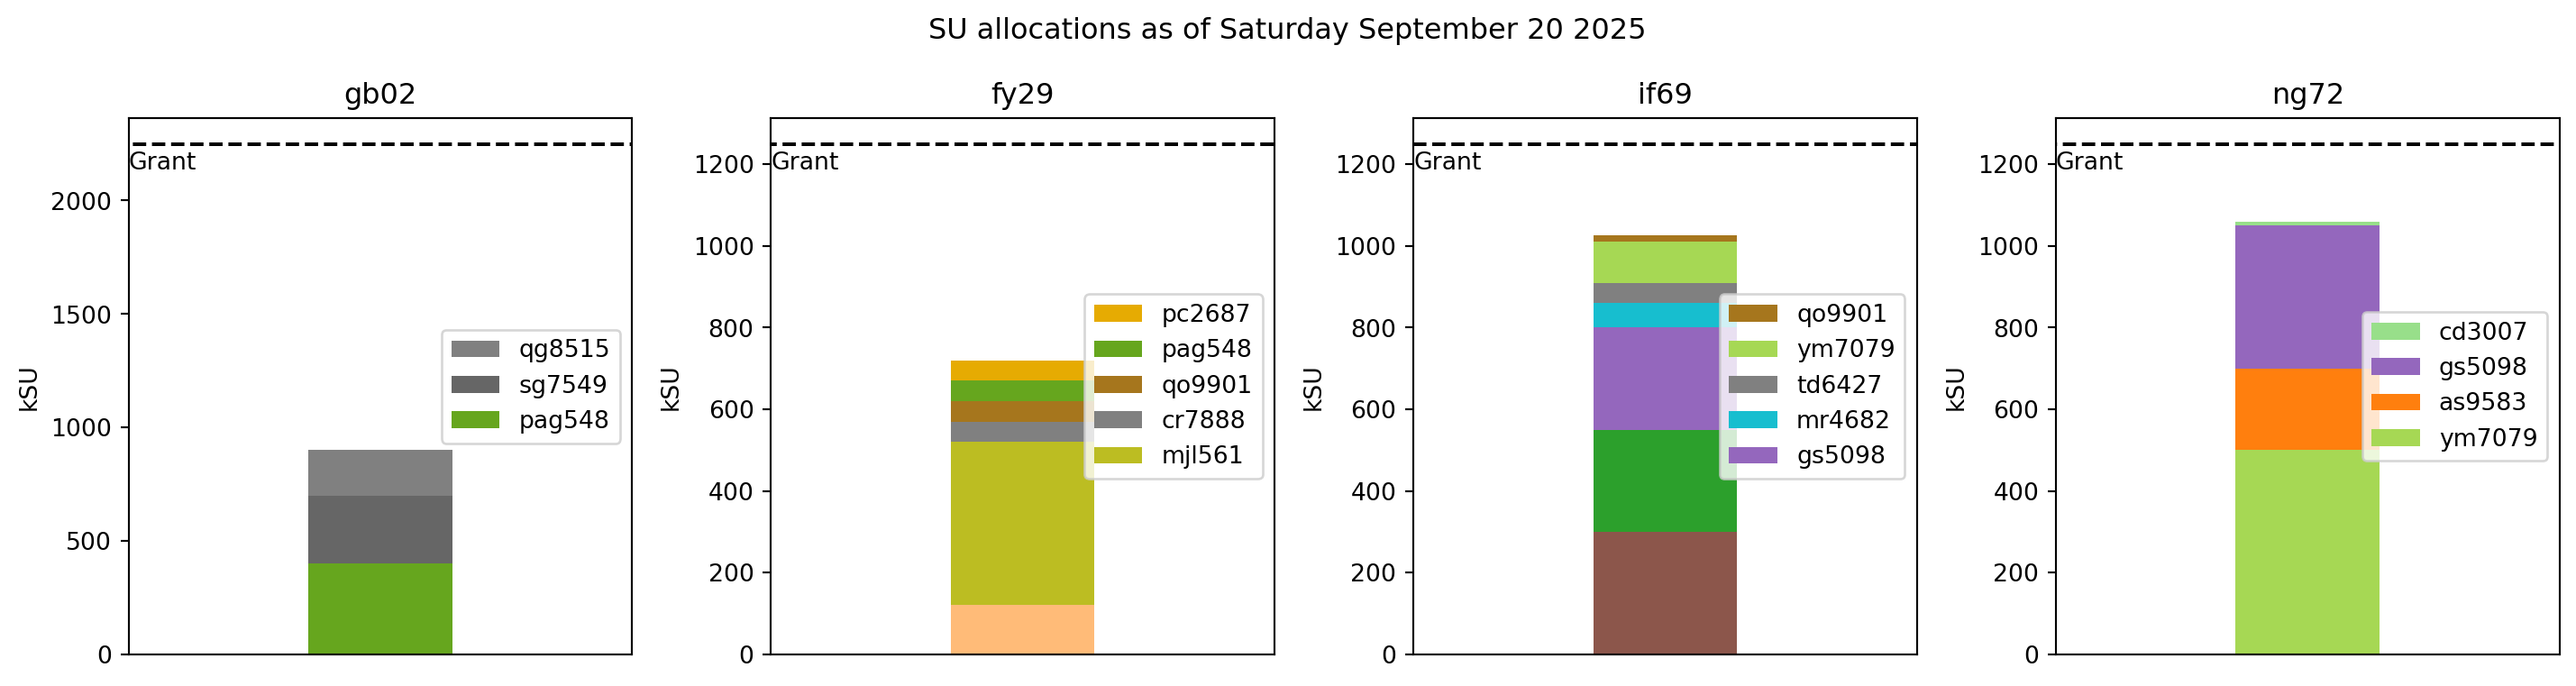 SU allocations as of Saturday September 20 2025
gb02
kSU
2000
1500
1000
500
0
Grant
qg8515
sg7549
pag548
fy29
kSU
1200
1000
800
600
400
200
0
Grant
pc2687
pag548
qo9901
cr7888
mjl561
if69
kSU
1200
1000
800
600
400
200
0
Grant
qo9901
ym7079
td6427
mr4682
gs5098
ng72
kSU
1200
1000
800
600
400
200
0
Grant
cd3007
gs5098
as9583
ym7079